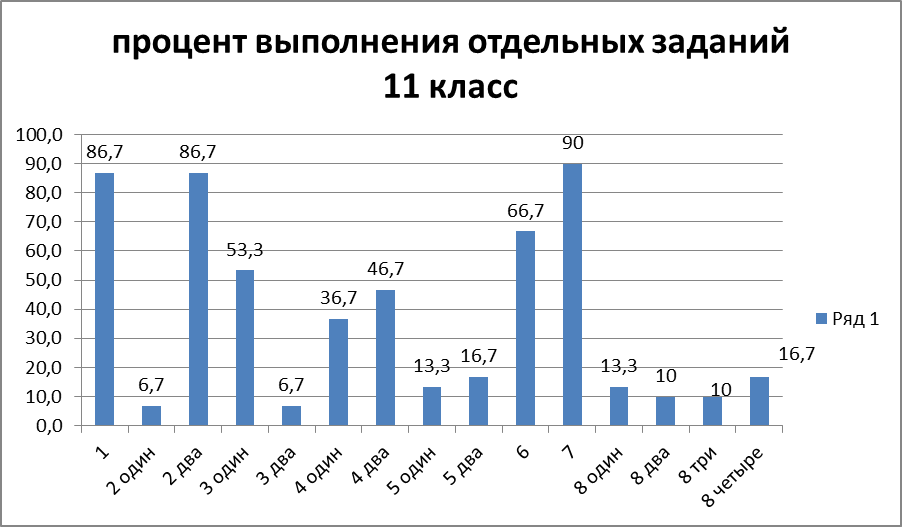 процент выполнения отдельных заданий
11 класс
100,0
90,0
80,0
70,0
60,0
50,0
40,0
30,0
20,0
10,0
0,0
86,7
6,7
86,7
53,3
6,7
36,7
46,7
13,3
16,7
66,7
90
13,3
10
10
16,7
1
2 один
2 два
3 один
3 два
4 один
4 два
5 один
5 два
6
7
8 один
8 два
8 три
8 четыре
Ряд 1